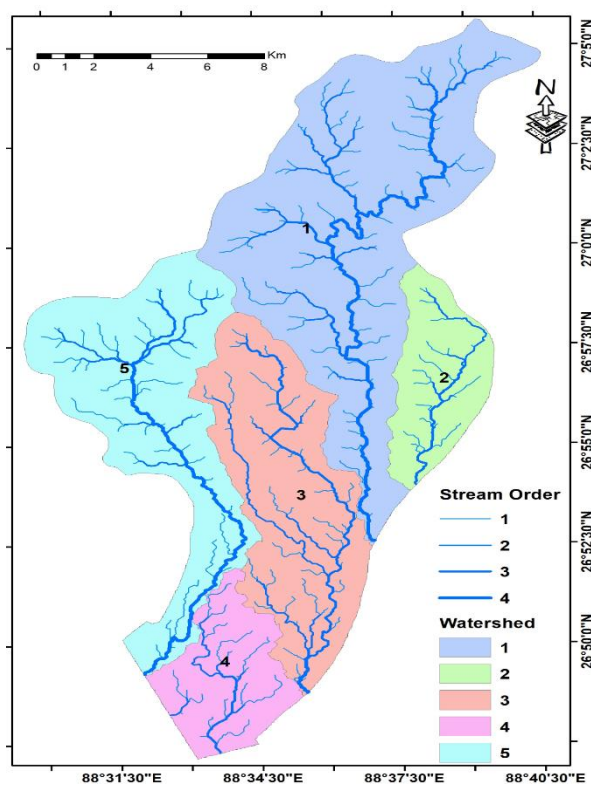 0 1 2 4 6 8 Km
N
27°5'0"N
27°2'30"N
27°0'0"N
26°57'30"N
26°55'0"N
26°52'30"N
26°50'0"N
1
2
5
3
4
Stream Order
1
2
3
4
Watershed
1
2
3
4
5
88°31'30"E 88°34'30"E 88°37'30"E 88°40'30"E